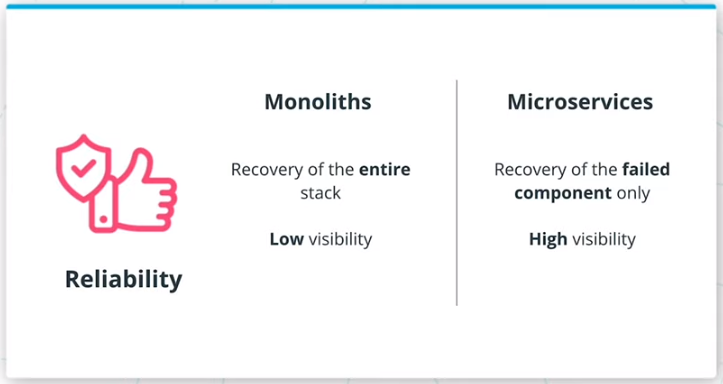 Monoliths
Microservices
Recovery of the entire
stack
Low visibility
Recovery of the failed
component only
High visibility
Reliability